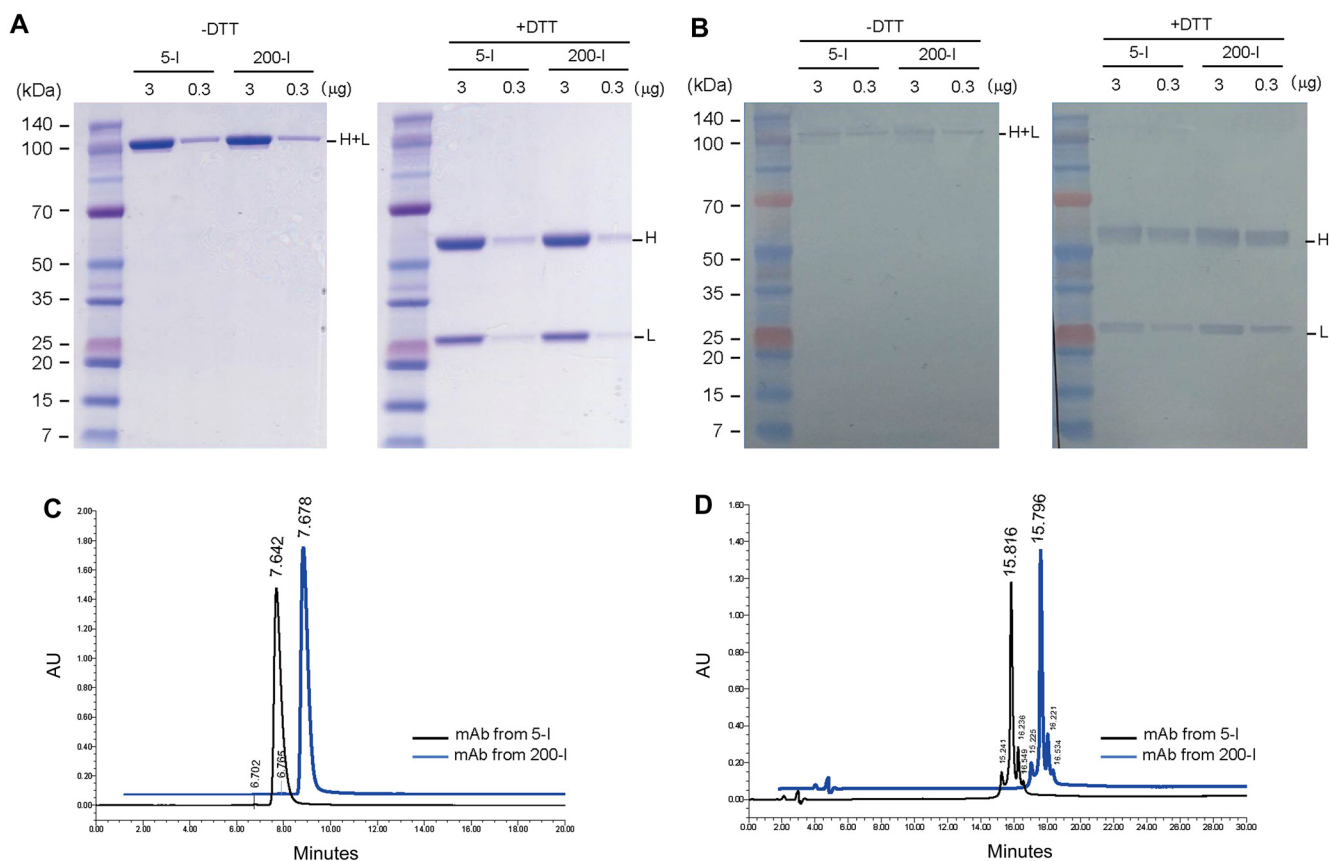 A
-DTT
+DTT
5-I 200-I
5-I 200-I
(kDa) 3 0.3 3 0.3 (μg)
3 0.3 3 0.3 (μg)
140
100
70
50
35
25
20
15
7
H+L
H
L
B
-DTT
+DTT
5-I 200-I
5-I 200-I
(kDa) 3 0.3 3 0.3 (μg)
3 0.3 3 0.3 (μg)
140
100
70
50
35
25
20
15
7
H+L
H
L
C
AU
2.00
1.80
1.60
1.40
1.20
1.00
0.80
0.60
0.40
0.20
0.00
7.642
7.678
6.702
6.765
mAb from 5-I
mAb from 200-I
0.00 2.00 4.00 6.00 8.00 10.00 12.00 14.00 16.00 18.00 20.00
Minutes
D
AU
1.60
1.40
1.20
1.00
0.80
0.60
0.40
0.20
0.00
15.816
15.796
15.241
16.236
16.549
15.225
16.221
16.534
mAb from 5-I
mAb from 200-I
0.00 2.00 4.00 6.00 8.00 10.00 12.00 14.00 16.00 18.00 20.00 22.00 24.00 26.00 28.00 30.00
Minutes